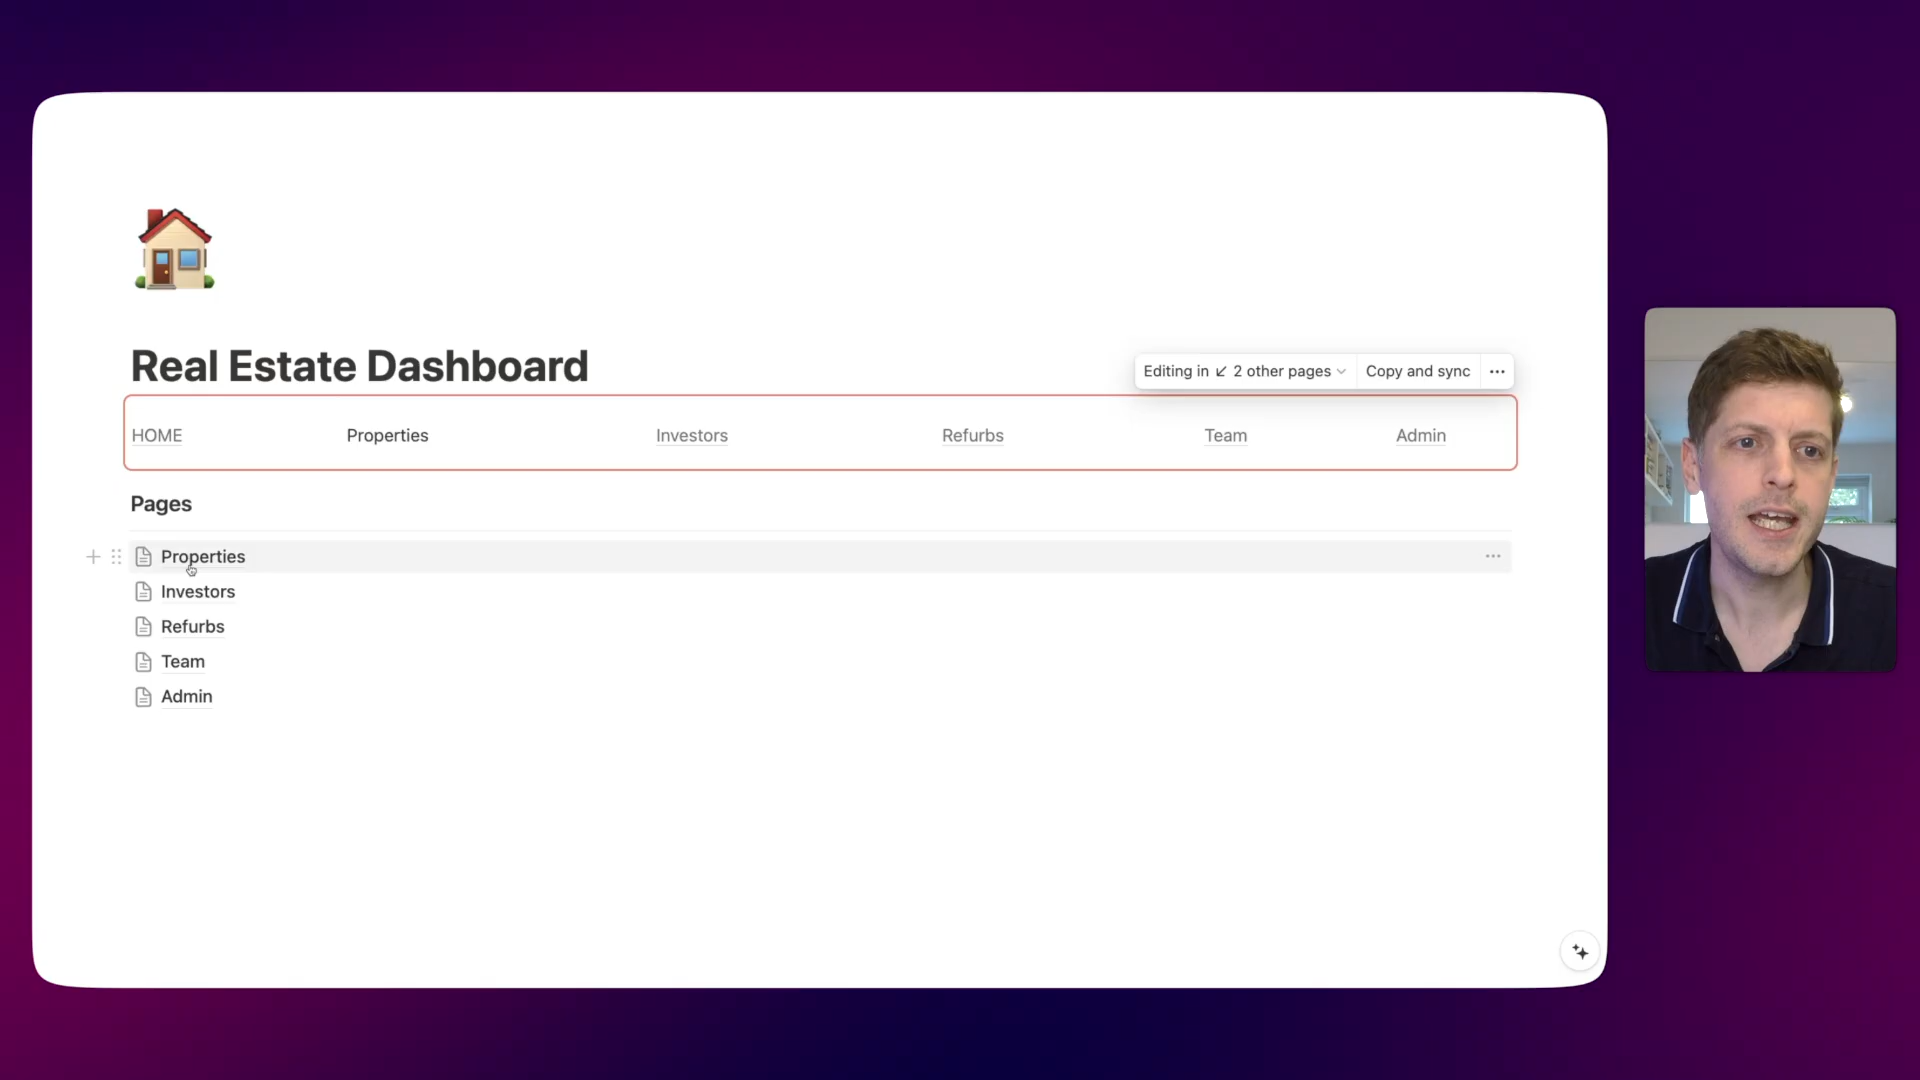 Real Estate Dashboard
Editing in ↙ 2 other pages Copy and sync
HOME Properties Investors Refurbs Team Admin
Pages
Properties
Investors
Refurbs
Team
Admin